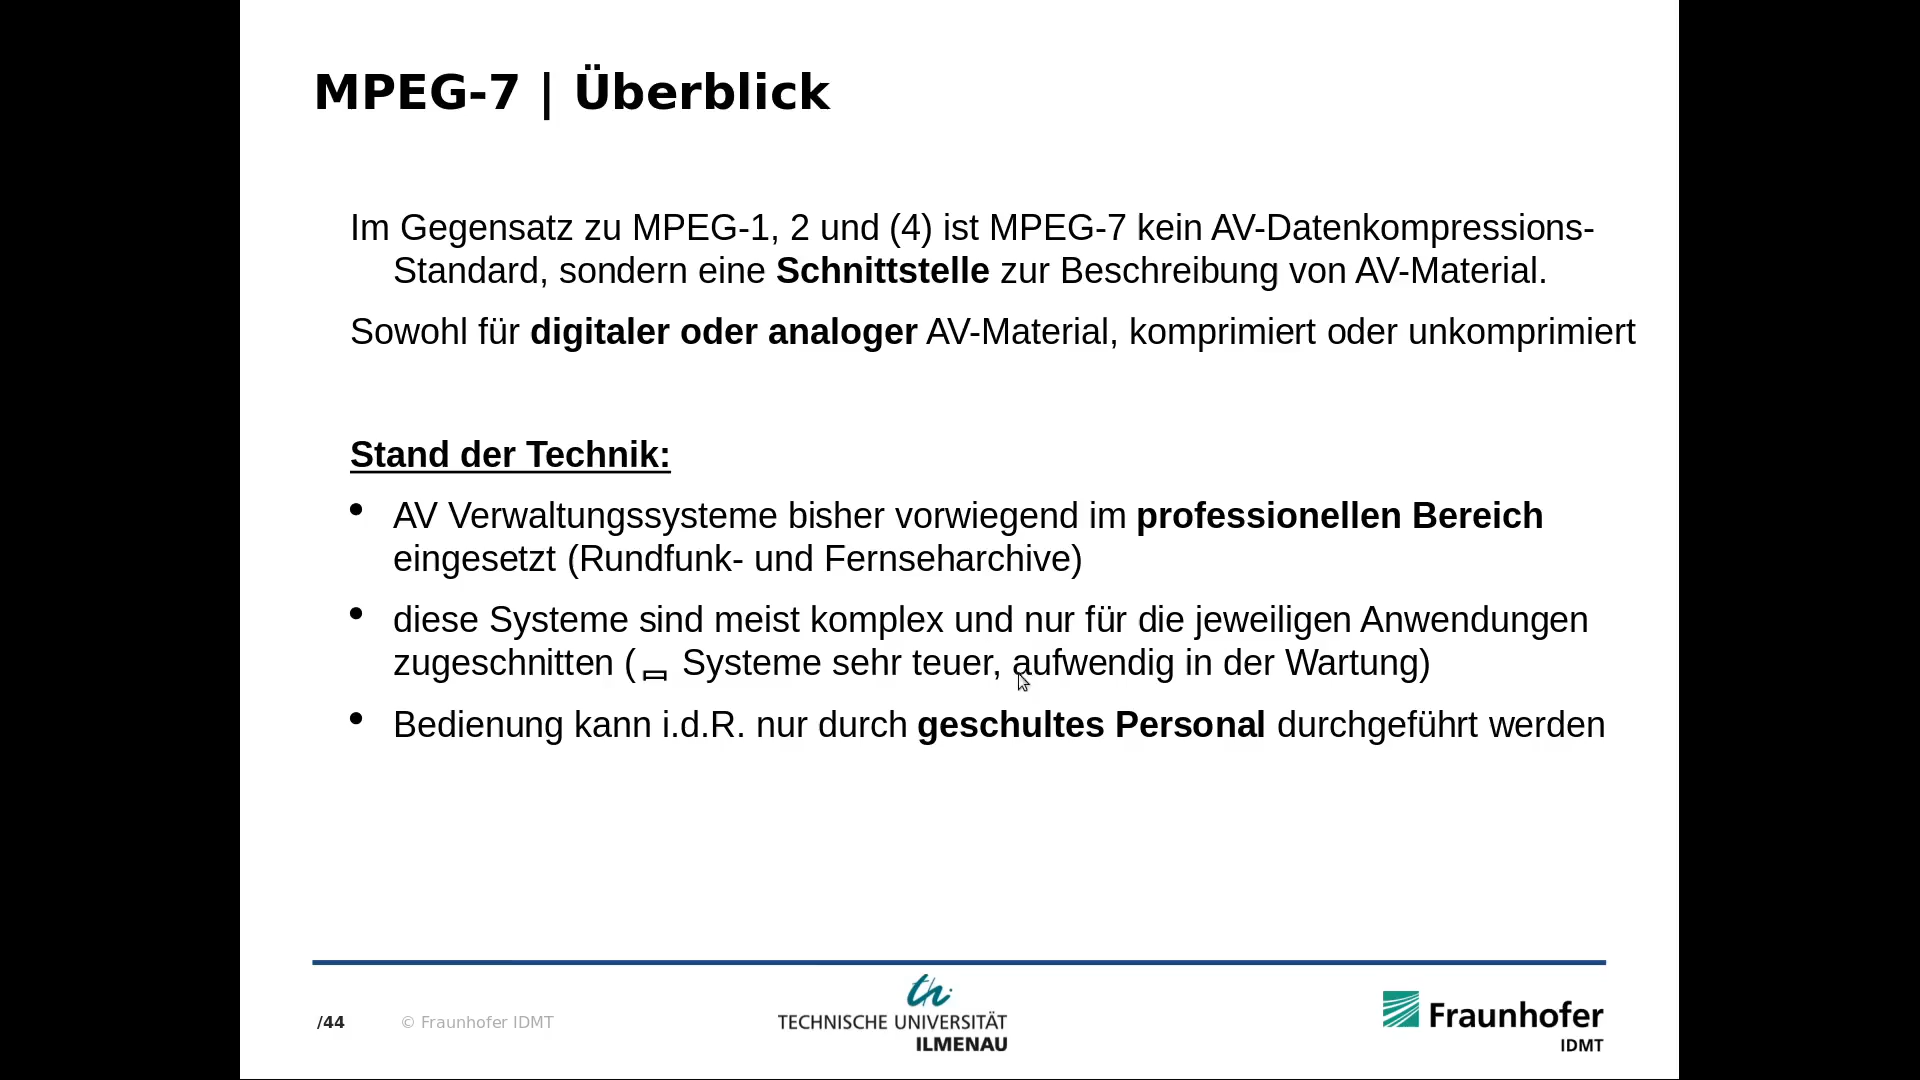 MPEG-7 | Überblick
Im Gegensatz zu MPEG-1, 2 und (4) ist MPEG-7 kein AV-Datenkompressions-
Standard, sondern eine Schnittstelle zur Beschreibung von AV-Material.
Sowohl für digitaler oder analoger AV-Material, komprimiert oder unkomprimiert
Stand der Technik:
• AV Verwaltungssysteme bisher vorwiegend im professionellen Bereich
eingesetzt (Rundfunk- und Fernseharchive)
• diese Systeme sind meist komplex und nur für die jeweiligen Anwendungen
zugeschnitten ( Systeme sehr teuer, aufwendig in der Wartung)
• Bedienung kann i.d.R. nur durch geschultes Personal durchgeführt werden
/44
© Fraunhofer IDMT
th
TECHNISCHE UNIVERSITÄT
ILMENAU
Fraunhofer
IDMT